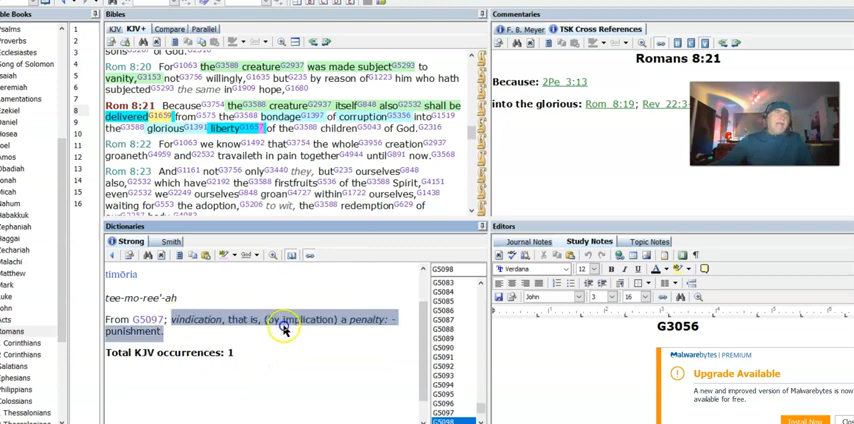 ble Books
Psalms
Proverbs
Ecclesiastes
Song of Solomon
Isaiah
Jeremiah
Lamentations
Ezekiel
Daniel
Hosea
Joel
Amos
Obadiah
Jonah
Micah
Nahum
Habakkuk
Zephaniah
Haggai
Zechariah
Malachi
Matthew
Mark
Luke
John
Acts
Romans
1 Corinthians
2 Corinthians
Galatians
Ephesians
Philippians
Colossians
1 Thessalonians
2 Thessalonians
1
2
3
4
5
6
7
8
9
10
11
12
13
14
15
16
Bibles
KJV KJV+ Compare Parallel
sons of God.
Rom 8:20 For G1063 the G3588 creature G2937 was made subject G5293 to
vanity, G3153 not G3756 willingly, G1635 but G235 by reason of G1223 him who hath
subjected G5293 the same in G1909 hope, G1680
Rom 8:21 Because G3754 the G3588 creature G2937 itself G848 also G2532 shall be
delivered G1659 from G575 the G3588 bondage G1397 of corruption G5356 into G1519
the G3588 glorious G1391 liberty G1657 of the G3588 children G5043 of God. G2316
Rom 8:22 For G1063 we know G1492 that G3754 the whole G3956 creation G2937
groaneth G4959 and G2532 travaileth in pain together G4944 until G891 now. G3568
Rom 8:23 And G1161 not G3756 only G3440 they, but G235 ourselves G848
also, G2532 which have G2192 the G3588 firstfruits G536 of the G3588 Spirit, G4151
even G2532 we G2249 ourselves G848 groan G4727 within G1722 ourselves, G1438
waiting for G553 the adoption, G5206 to wit, the G3588 redemption G629 of
Commentaries
F. B. Meyer TSK Cross References
Romans 8:21
Because: 2Pe 3:13
into the glorious: Rom 8:19; Rev 22:3
Dictionaries
Strong Smith
timōria
tee-mo-ree'-ah
From G5097; vindication, that is, (by implication) a penalty: -
punishment.
Total KJV occurrences: 1
G5098
G5083
G5084
G5085
G5086
G5087
G5088
G5089
G5090
G5091
G5092
G5093
G5094
G5095
G5096
G5097
G5098
Editors
Journal Notes Study Notes Topic Notes
Verdana 12 B I U A
John 3 16
G3056
Malwarebytes | PREMIUM
Upgrade Available
A new and improved version of Malwarebytes is now
available for free.
Install Now